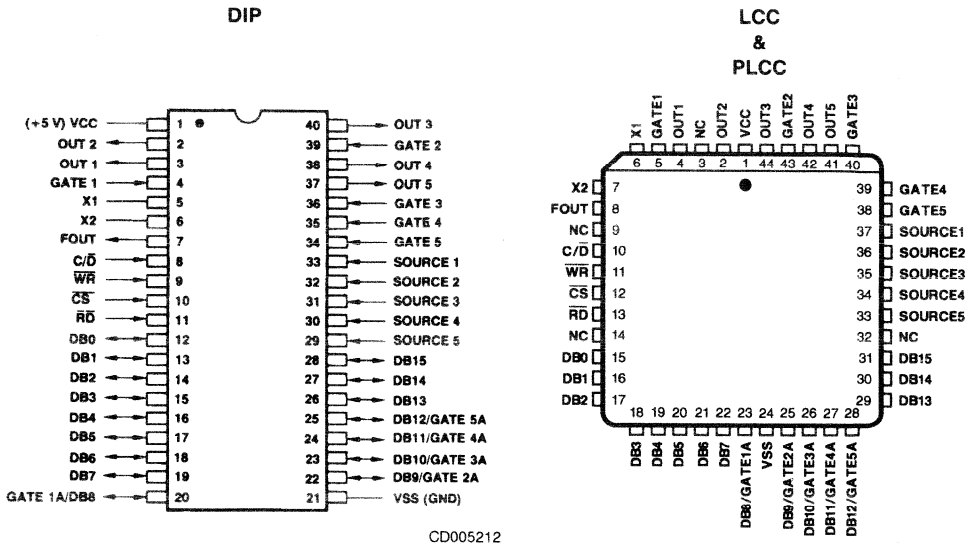 DIP
(+5 V) VCC 1 40 OUT 3
OUT 2 2 39 GATE 2
OUT 1 3 38 OUT 4
GATE 1 4 37 OUT 5
X1 5 36 GATE 3
X2 6 35 GATE 4
FOUT 7 34 GATE 5
C/D̅ 8 33 SOURCE 1
W̅R̅ 9 32 SOURCE 2
C̅S̅ 10 31 SOURCE 3
R̅D̅ 11 30 SOURCE 4
DB0 12 29 SOURCE 5
DB1 13 28 DB15
DB2 14 27 DB14
DB3 15 26 DB13
DB4 16 25 DB12/GATE 5A
DB5 17 24 DB11/GATE 4A
DB6 18 23 DB10/GATE 3A
DB7 19 22 DB9/GATE 2A
GATE 1A/DB8 20 21 VSS (GND)
LCC
&
PLCC
X1 GATE1 OUT1 NC OUT2 VCC OUT3 GATE2 OUT4 OUT5 GATE3
6 5 4 3 2 1 44 43 42 41 40
X2 7 39 GATE4
FOUT 8 38 GATE5
NC 9 37 SOURCE1
C/D̅ 10 36 SOURCE2
W̅R̅ 11 35 SOURCE3
C̅S̅ 12 34 SOURCE4
R̅D̅ 13 33 SOURCE5
NC 14 32 NC
DB0 15 31 DB15
DB1 16 30 DB14
DB2 17 29 DB13
18 19 20 21 22 23 24 25 26 27 28
DB3 DB4 DB5 DB6 DB7 DB8/GATE1A VSS DB9/GATE2A DB10/GATE3A DB11/GATE4A DB12/GATE5A
CD005212